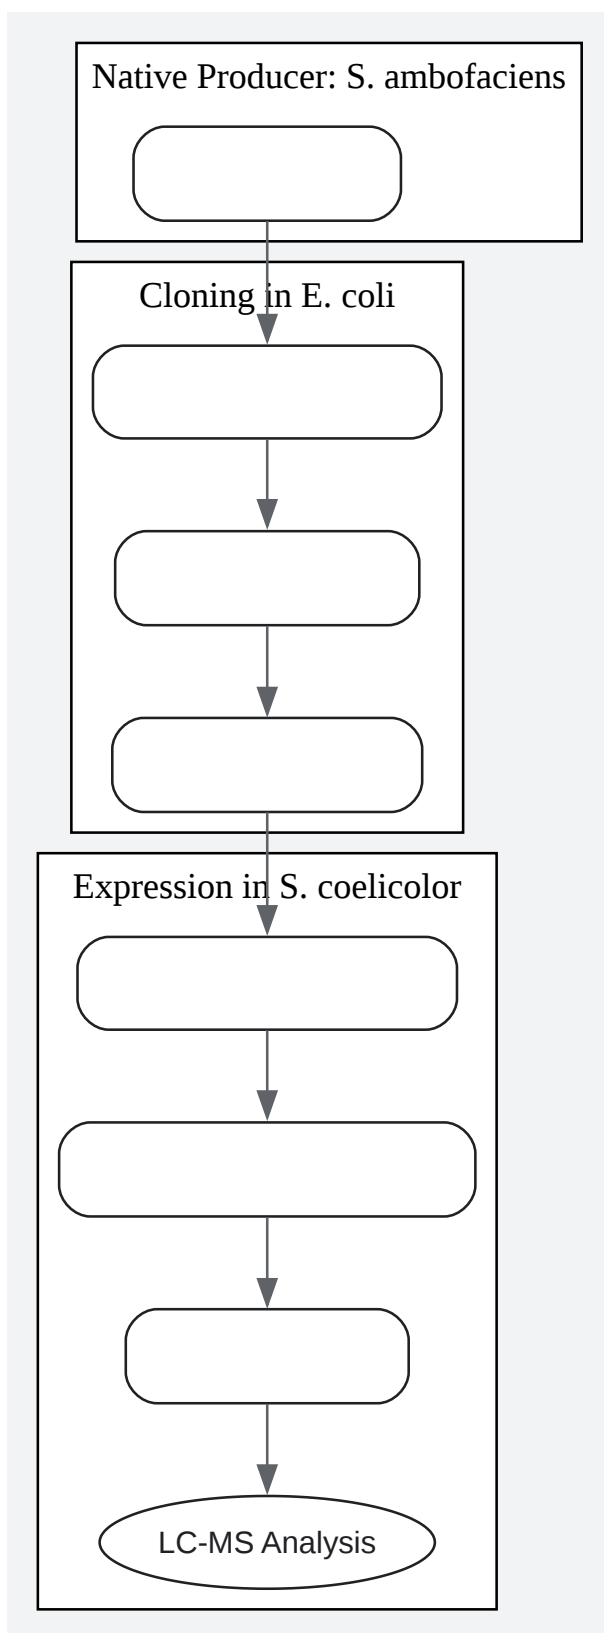 Native Producer: S. ambofaciens
Cloning in E. coli
Expression in S. coelicolor
LC-MS Analysis